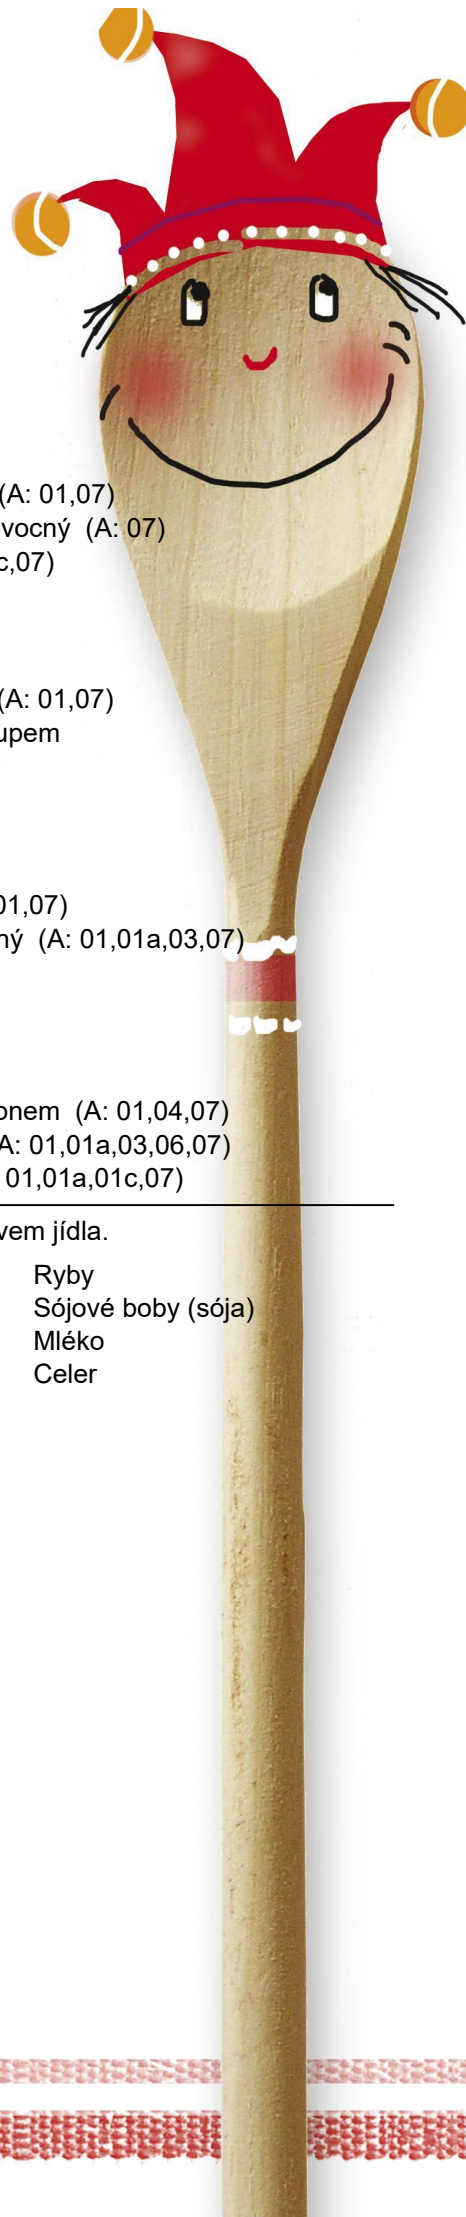 (A: 01,07)
vocný (A: 07)
c,07)
(A: 01,07)
upem
01,07)
ný (A: 01,01a,03,07)
onem (A: 01,04,07)
A: 01,01a,03,06,07)
01,01a,01c,07)
vem jídla.
Ryby
Sójové boby (sója)
Mléko
Celer